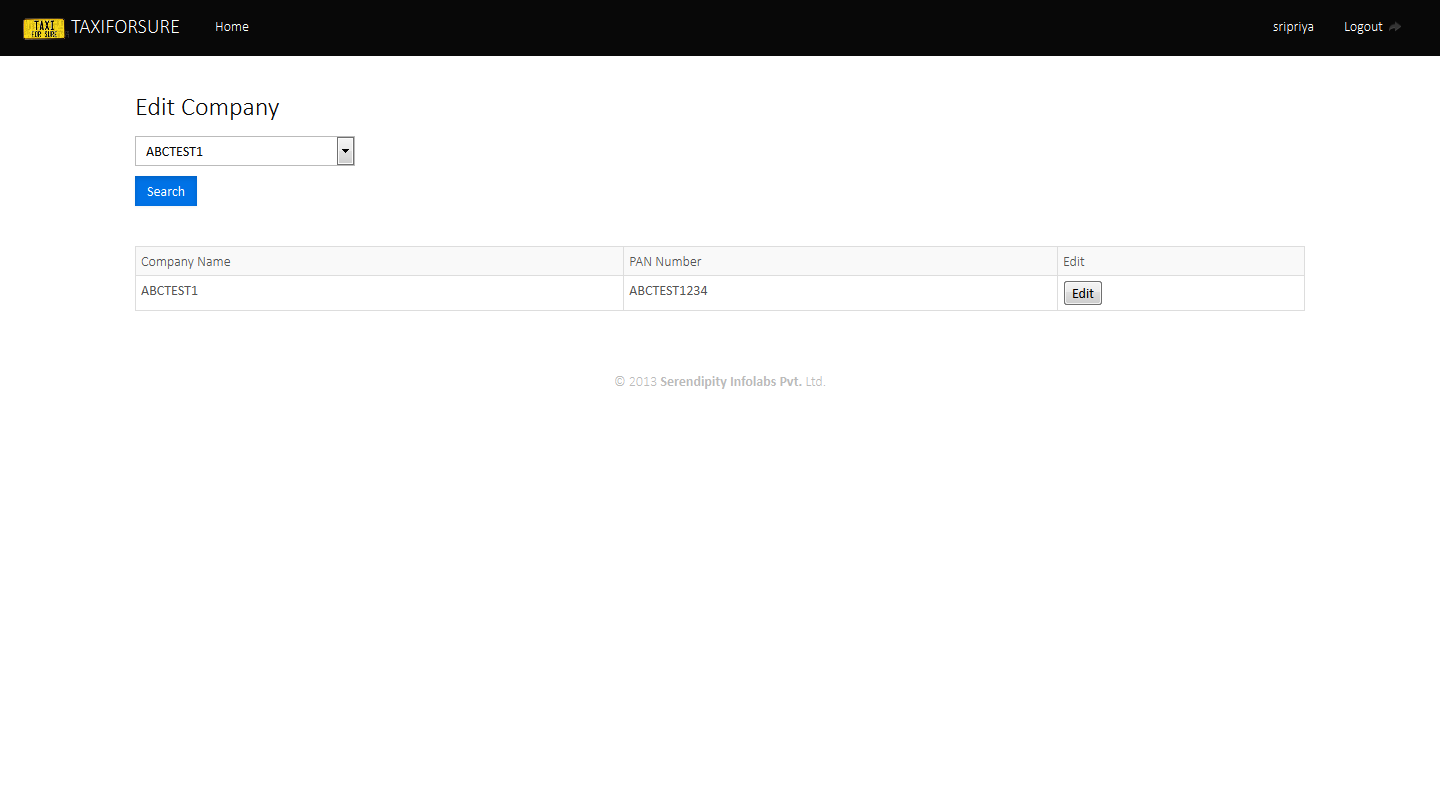 TAXI FOR SURE TAXIFORSURE Home sripriya Logout
Edit Company
ABCTEST1
Search
Company Name PAN Number Edit
ABCTEST1 ABCTEST1234 Edit
© 2013 Serendipity Infolabs Pvt. Ltd.